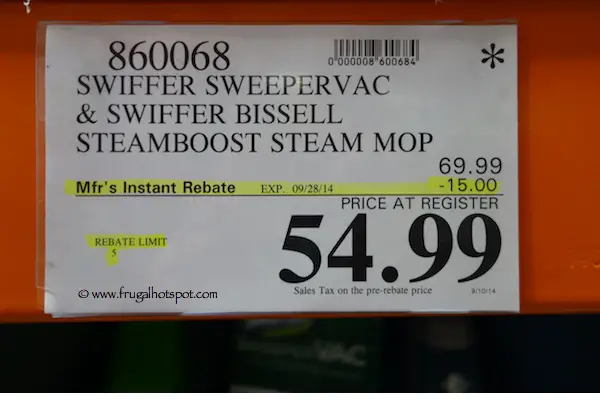 860068
0"000008"600684"
*
SWIFFER SWEEPERVAC
& SWIFFER BISSELL
STEAMBOOST STEAM MOP
69.99
Mfr's Instant Rebate EXP. 09/28/14 -15.00
PRICE AT REGISTER
54.99
REBATE LIMIT
5
© www.frugalhotspot.com
Sales Tax on the pre-rebate price 9/10/14
VAC